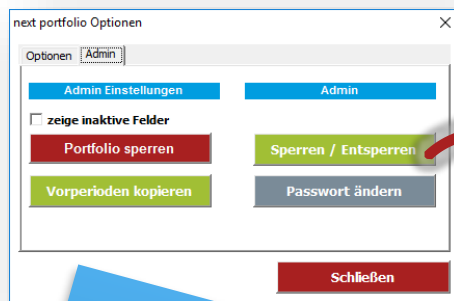 next portfolio Optionen
Optionen Admin
Admin Einstellungen Admin
zeige inaktive Felder
Portfolio sperren Sperren / Entsperren
Vorperioden kopieren Passwort ändern
Schließen